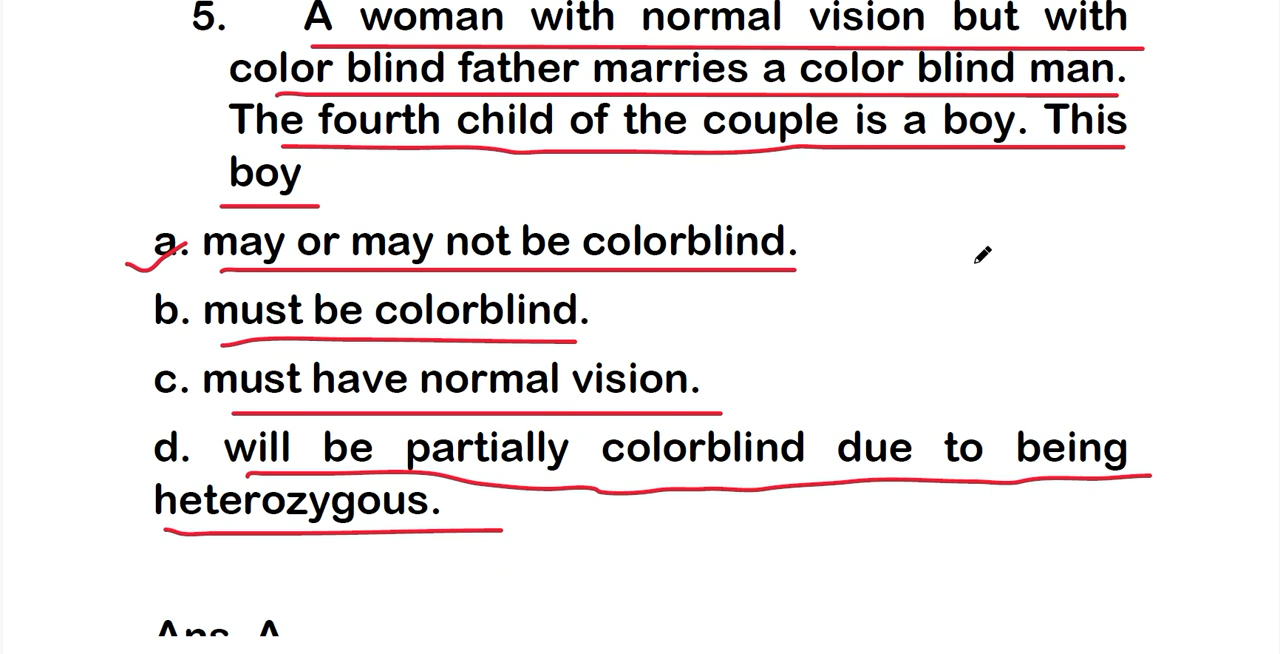 5. A woman with normal vision but with
color blind father marries a color blind man.
The fourth child of the couple is a boy. This
boy
a. may or may not be colorblind.
b. must be colorblind.
c. must have normal vision.
d. will be partially colorblind due to being
heterozygous.
Ans. A